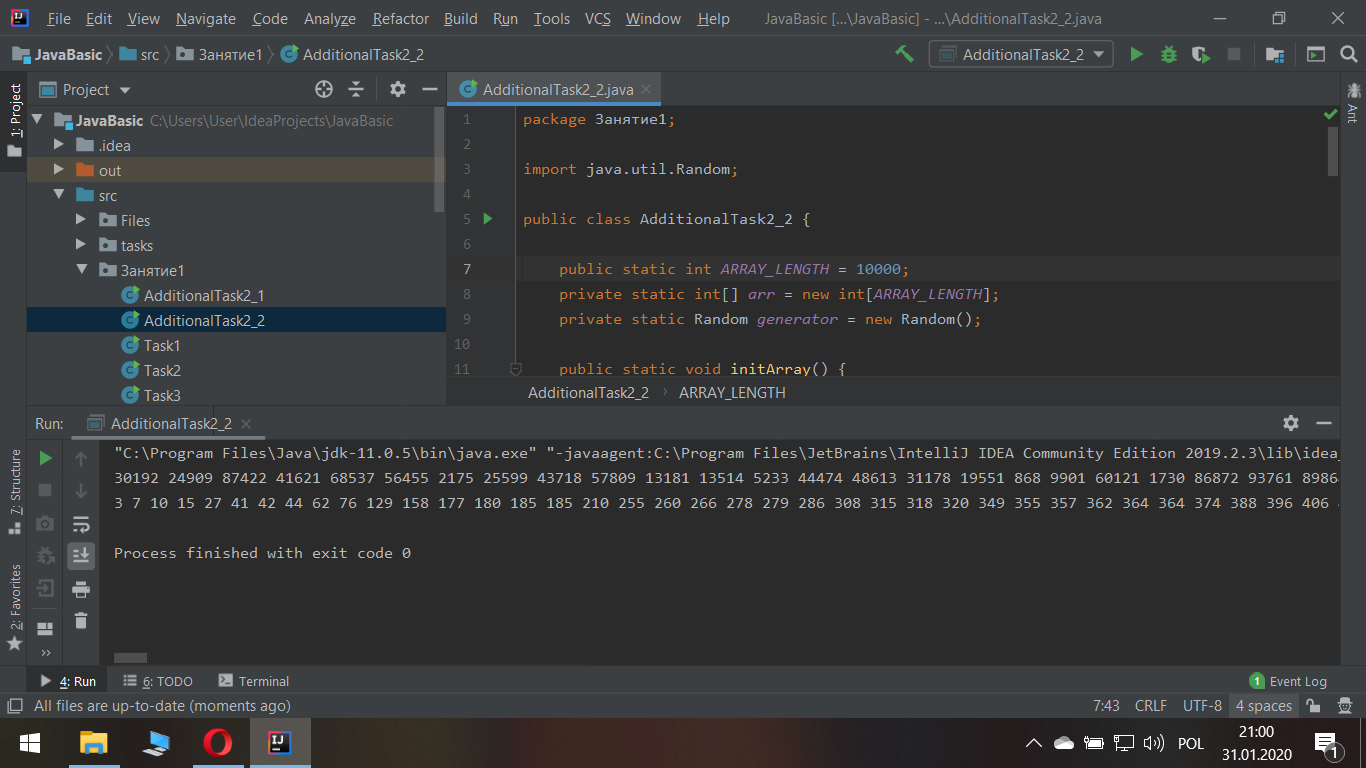 File Edit View Navigate Code Analyze Refactor Build Run Tools VCS Window Help JavaBasic [...\JavaBasic] - ...\AdditionalTask2_2.java
JavaBasic src Занятие1 AdditionalTask2_2 AdditionalTask2_2
1: Project
Project
AdditionalTask2_2.java
Ant
JavaBasic C:\Users\User\IdeaProjects\JavaBasic
.idea
out
src
Files
tasks
Занятие1
AdditionalTask2_1
AdditionalTask2_2
Task1
Task2
Task3
1 package Занятие1;
2
3 import java.util.Random;
4
5 public class AdditionalTask2_2 {
6
7 public static int ARRAY_LENGTH = 10000;
8 private static int[] arr = new int[ARRAY_LENGTH];
9 private static Random generator = new Random();
10
11 public static void initArray() {
AdditionalTask2_2 ARRAY_LENGTH
Run: AdditionalTask2_2
"C:\Program Files\Java\jdk-11.0.5\bin\java.exe" "-javaagent:C:\Program Files\JetBrains\IntelliJ IDEA Community Edition 2019.2.3\lib\idea_
30192 24909 87422 41621 68537 56455 2175 25599 43718 57809 13181 13514 5233 44474 48613 31178 19551 868 9901 60121 1730 86872 93761 8986
3 7 10 15 27 41 42 44 62 76 129 158 177 180 185 185 210 255 260 266 278 279 286 308 315 318 320 349 355 357 362 364 364 374 388 396 406
Process finished with exit code 0
7: Structure
2: Favorites
4: Run 6: TODO Terminal 1 Event Log
All files are up-to-date (moments ago) 7:43 CRLF UTF-8 4 spaces
POL 21:00
31.01.2020 1